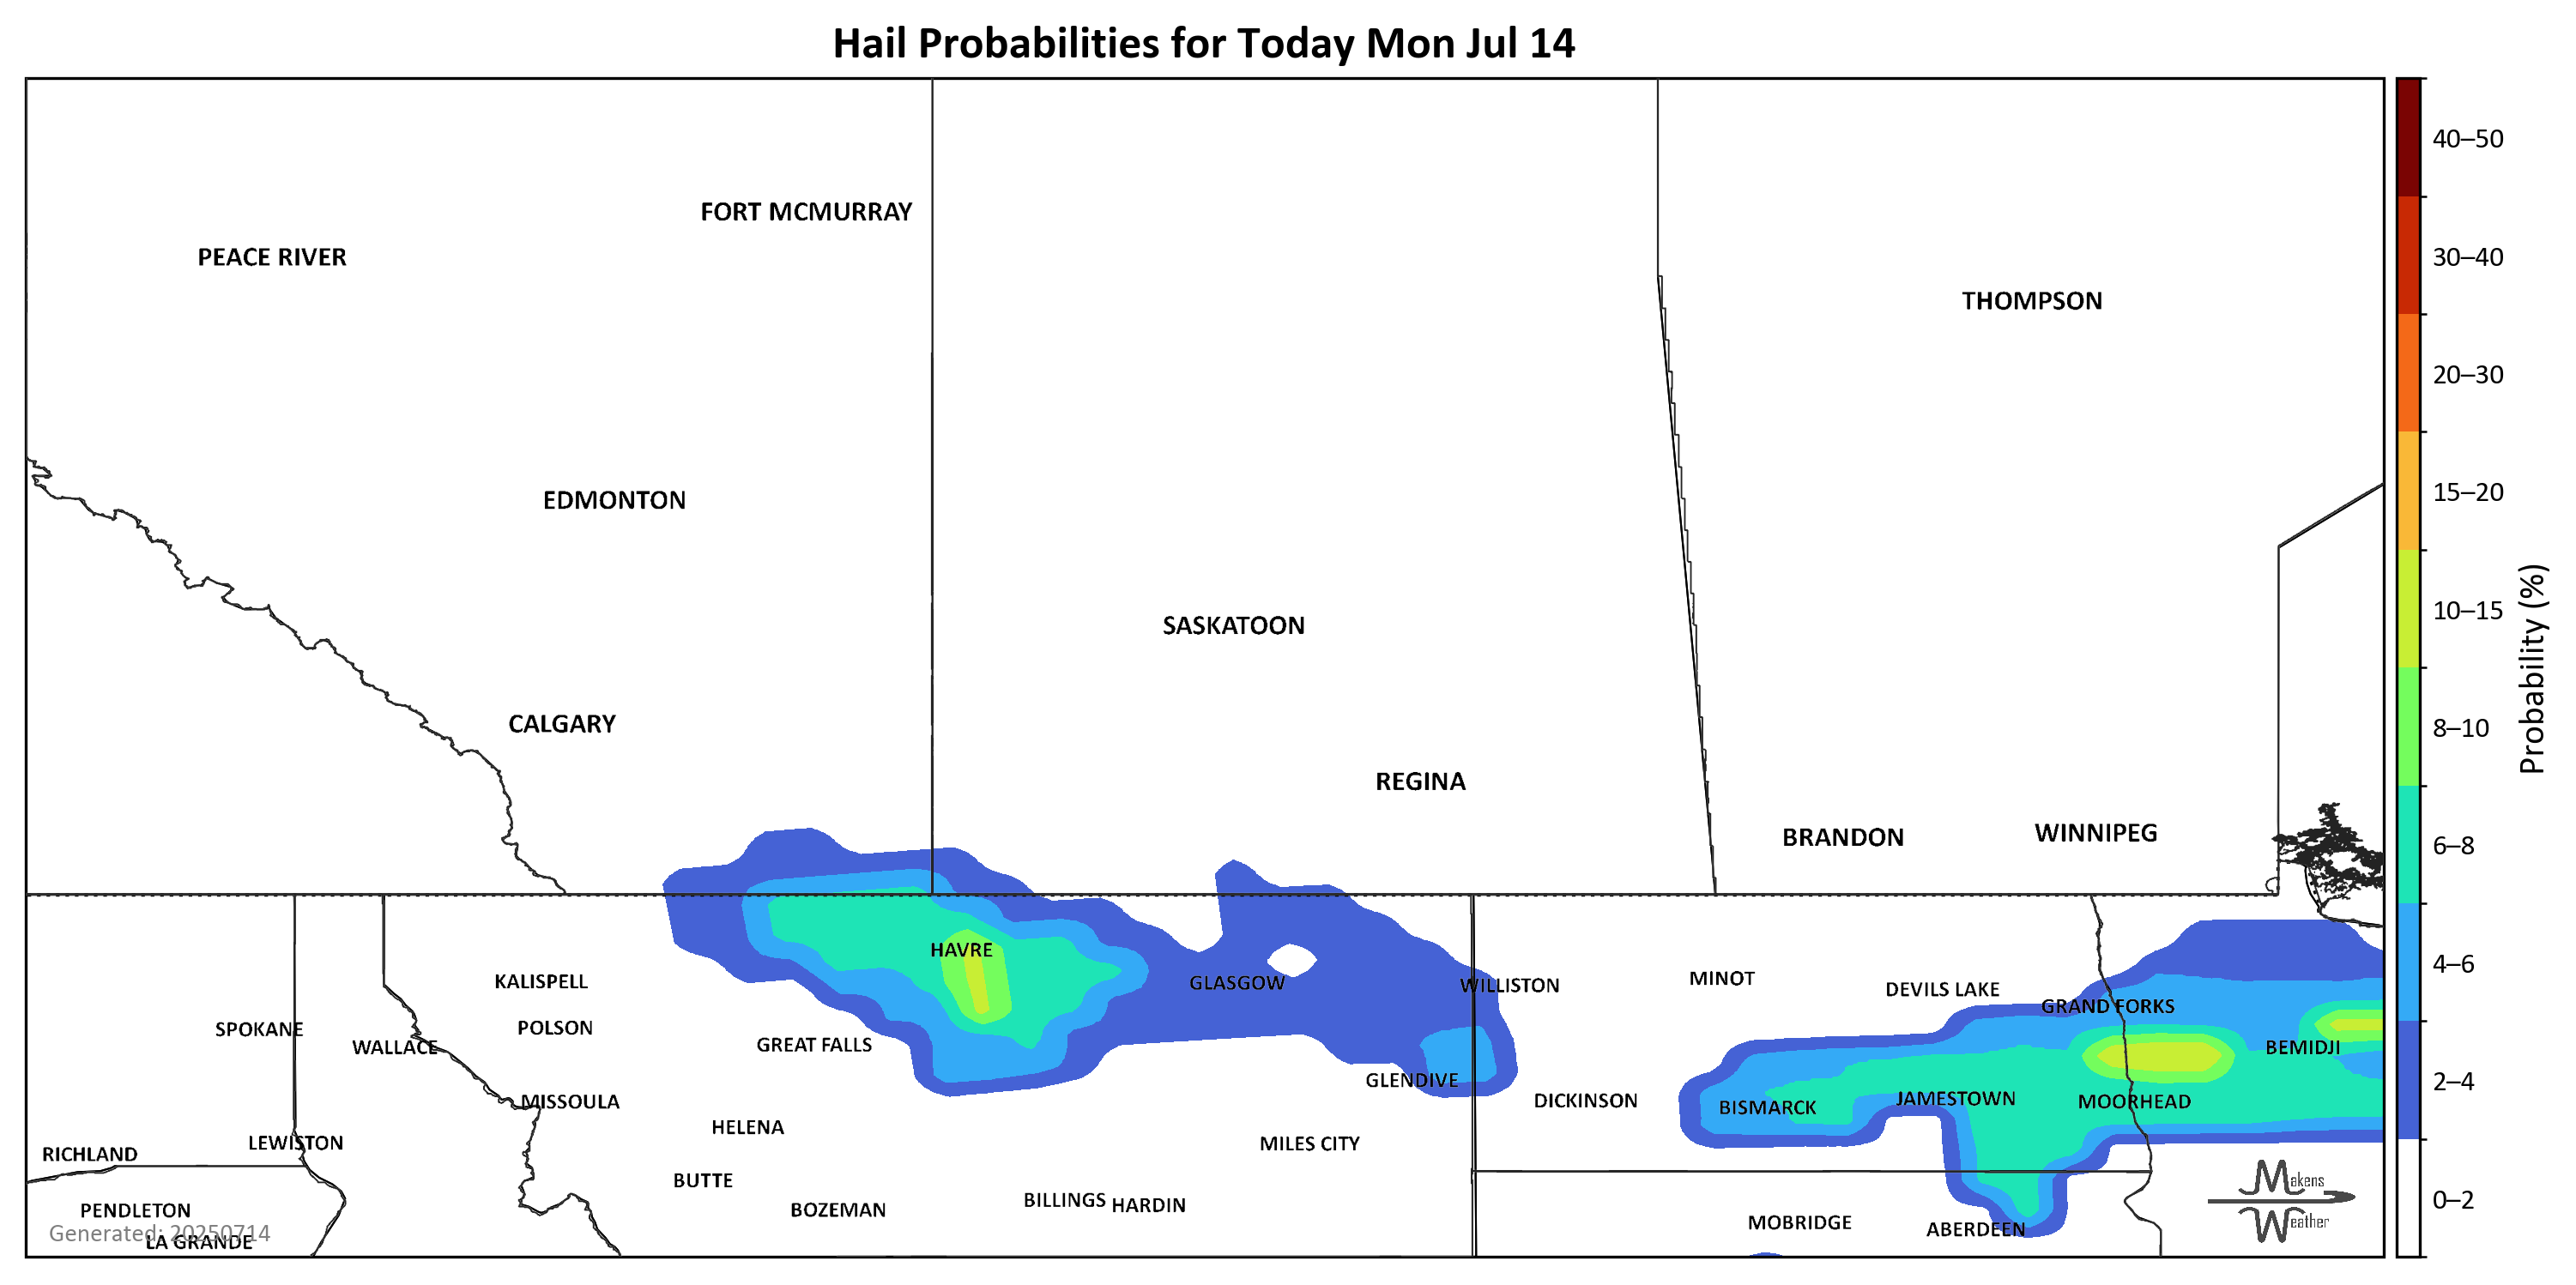 Hail Probabilities for Today Mon Jul 14
40–50
FORT MCMURRAY
PEACE RIVER
30–40
THOMPSON
20–30
15–20
EDMONTON
10–15
SASKATOON
Probability (%)
CALGARY
8–10
REGINA
WINNIPEG
BRANDON
6–8
HAVRE
4–6
KALISPELL
GLASGOW
WILLISTON
MINOT
DEVILS LAKE
GRAND FORKS
SPOKANE
POLSON
WALLACE
GREAT FALLS
BEMIDJI
GLENDIVE
2–4
MISSOULA
DICKINSON
BISMARCK
JAMESTOWN
MOORHEAD
HELENA
RICHLAND
LEWISTON
MILES CITY
BUTTE
Makens
Weather
0–2
PENDLETON
BOZEMAN
BILLINGS
HARDIN
MOBRIDGE
ABERDEEN
Generated: 20250714
LA GRANDE